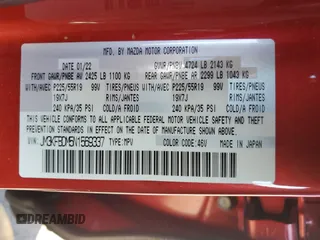 MFD. BY MAZDA MOTOR CORPORATION
DATE 01/22 GVWR/PNBV 4724 LB 2143 KG
FRONT GAWR/PNBE AV 2425 LB 1100 KG REAR GAWR/PNBE AR 2299 LB 1043 KG
P225/55R19 99V TIRES/PNEUS P225/55R19 99V TIRES/PNEUS
19X7J RIMS/JANTES 19X7J RIMS/JANTES
240 KPA/35 PSI COLD/À FROID 240 KPA/35 PSI COLD/À FROID
THIS VEHICLE CONFORMS TO ALL APPLICABLE FEDERAL MOTOR VEHICLE SAFETY, BUMPER, AND THEFT PREVENTION STANDARDS IN EFFECT ON THE DATE OF MANUFACTURE SHOWN ABOVE.
JM3KFBDM5N1569337 TYPE:MPV
COLOR CODE:46V MADE IN JAPAN
DREAMBID